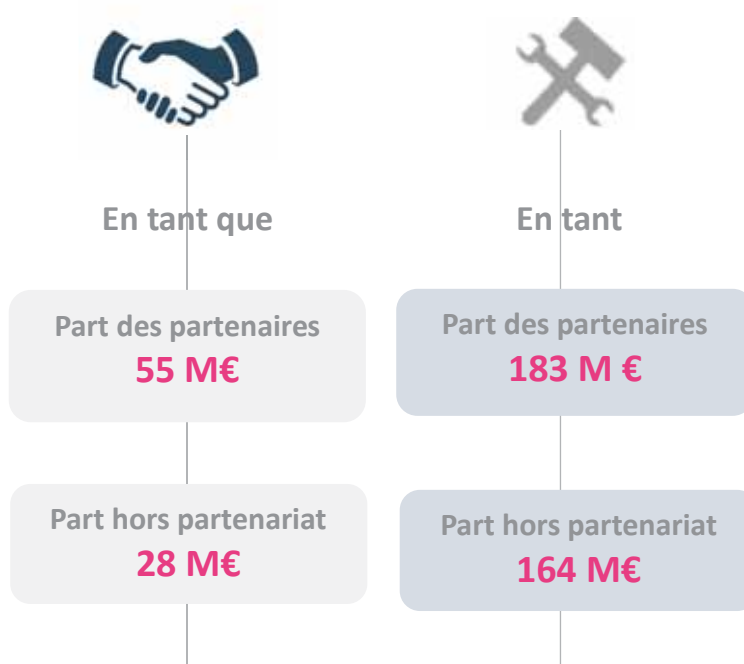 En tant que
Part des partenaires
55 M€
Part hors partenariat
28 M€
En tant
Part des partenaires
183 M €
Part hors partenariat
164 M€